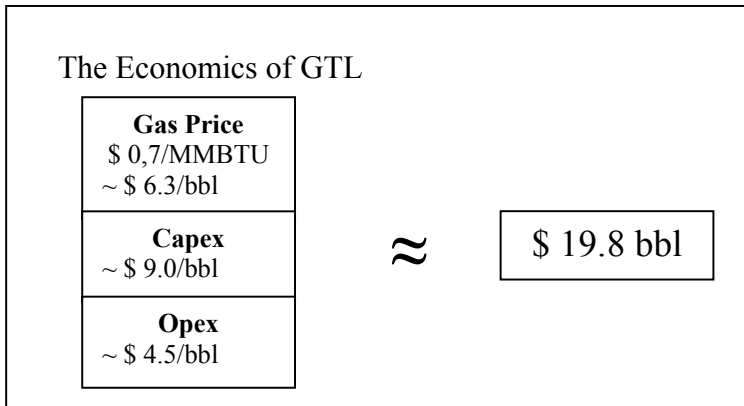 The Economics of GTL
Gas Price
$ 0,7/MMBTU
~ $ 6.3/bbl
Capex
~ $ 9.0/bbl
≈
$ 19.8 bbl
Opex
~ $ 4.5/bbl